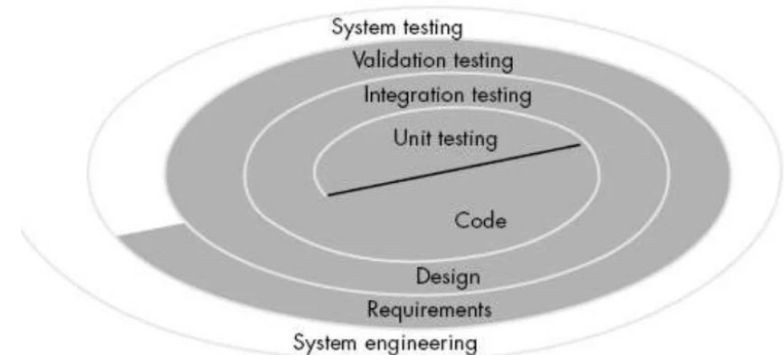 System testing
Validation testing
Integration testing
Unit testing
Code
Design
Requirements
System engineering